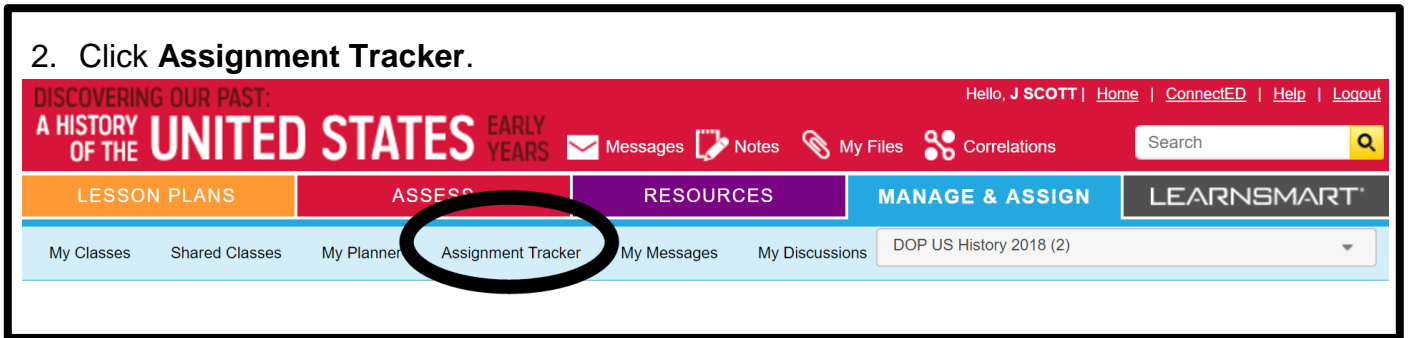 2. Click Assignment Tracker.
DISCOVERING OUR PAST:
Hello, J SCOTT | Home | ConnectED | Help | Logout
A HISTORY OF THE UNITED STATES EARLY YEARS
Messages Notes My Files Correlations Search
LESSON PLANS ASSESS RESOURCES MANAGE & ASSIGN LEARNSMART
My Classes Shared Classes My Planner Assignment Tracker My Messages My Discussions DOP US History 2018 (2)